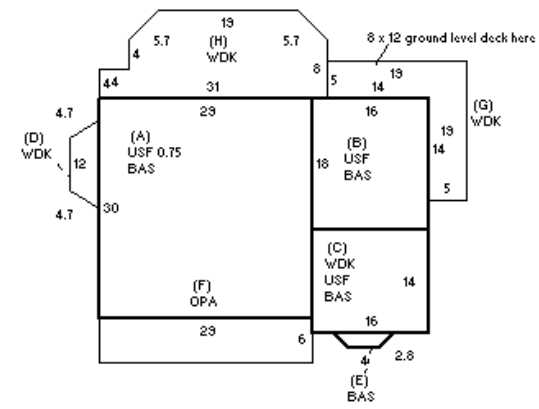 19
8 x 12 ground level deck here
5.7 (H) 5.7
WDK
4
8
5 19
14
44 31
29 16
4.7
(G)
WDK
(D)
WDK
12
(A)
USF 0.75
BAS
(B)
USF
BAS
18
19
14
5
4.7
30
(C)
WDK
USF
BAS
14
(F)
OPA
16
29 6
4 2.8
(E)
BAS